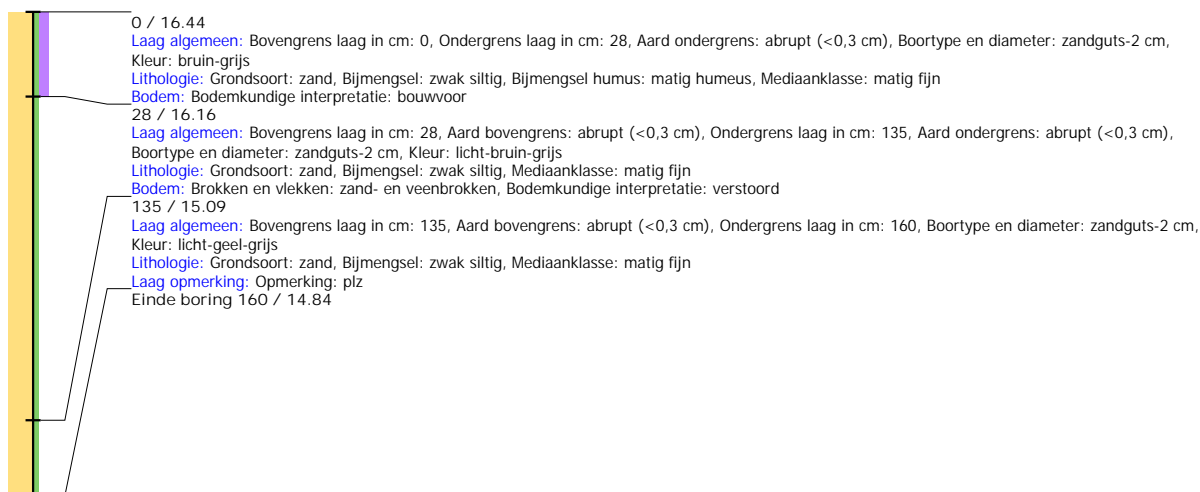 0 / 16.44
Laag algemeen: Bovengrens laag in cm: 0, Ondergrens laag in cm: 28, Aard ondergrens: abrupt (<0,3 cm), Boortype en diameter: zandguts-2 cm,
Kleur: bruin-grijs
Lithologie: Grondsoort: zand, Bijmengsel: zwak siltig, Bijmengsel humus: matig humeus, Mediaanklasse: matig fijn
Bodem: Bodemkundige interpretatie: bouwvoor
28 / 16.16
Laag algemeen: Bovengrens laag in cm: 28, Aard bovengrens: abrupt (<0,3 cm), Ondergrens laag in cm: 135, Aard ondergrens: abrupt (<0,3 cm),
Boortype en diameter: zandguts-2 cm, Kleur: licht-bruin-grijs
Lithologie: Grondsoort: zand, Bijmengsel: zwak siltig, Mediaanklasse: matig fijn
Bodem: Brokken en vlekken: zand- en veenbrokken, Bodemkundige interpretatie: verstoord
135 / 15.09
Laag algemeen: Bovengrens laag in cm: 135, Aard bovengrens: abrupt (<0,3 cm), Ondergrens laag in cm: 160, Boortype en diameter: zandguts-2 cm,
Kleur: licht-geel-grijs
Lithologie: Grondsoort: zand, Bijmengsel: zwak siltig, Mediaanklasse: matig fijn
Laag opmerking: Opmerking: plz
Einde boring 160 / 14.84